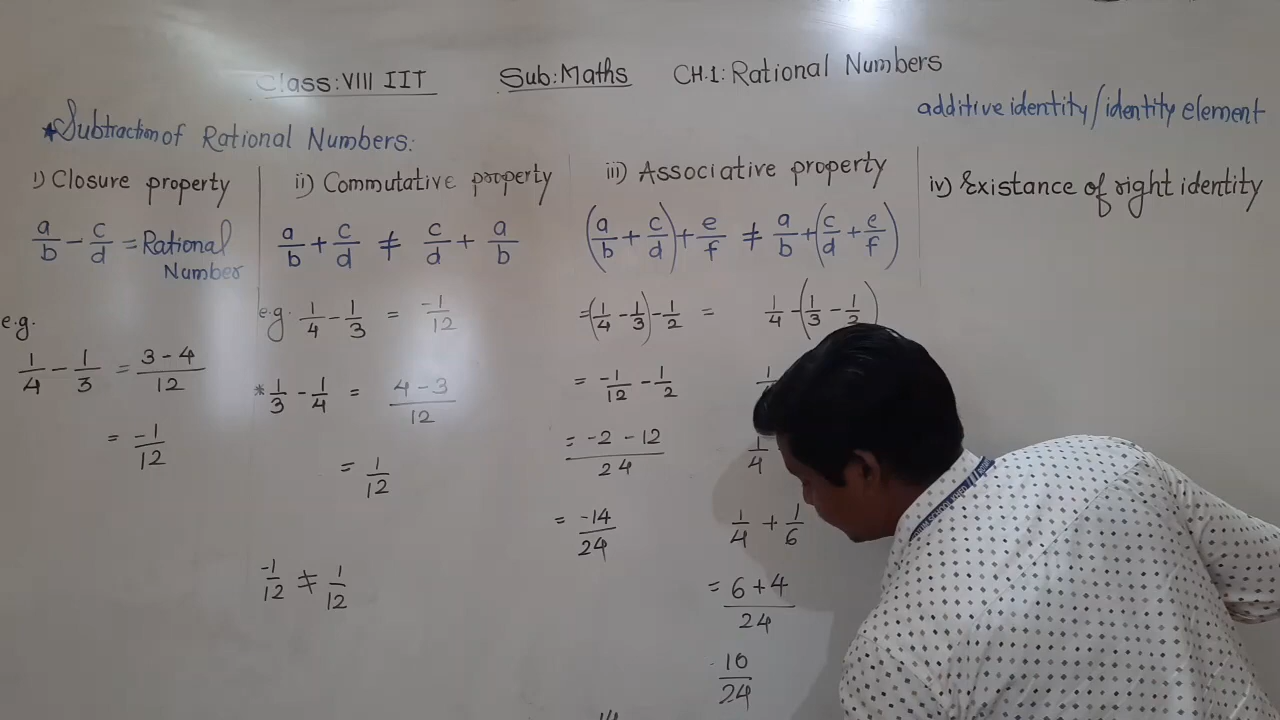 Class: VIII IIT Sub: Maths CH.1: Rational Numbers
additive identity/identity element
*Subtraction of Rational Numbers:
i) Closure property
a/b - c/d = Rational Number
e.g.
1/4 - 1/3 = 3 - 4/12
= -1/12
ii) Commutative property
a/b + c/d ≠ c/d + a/b
e.g. 1/4 - 1/3 = -1/12
*1/3 - 1/4 = 4 - 3/12
= 1/12
-1/12 ≠ 1/12
iii) Associative property
(a/b + c/d) + e/f ≠ a/b + (c/d + e/f)
= (1/4 - 1/3) - 1/2 = 1/4 - (1/3 - 1/2)
= -1/12 - 1/2
= -2 - 12/24
= -14/24
1/4
1/4 + 1/6
= 6 + 4/24
10/24
iv) Existance of right identity